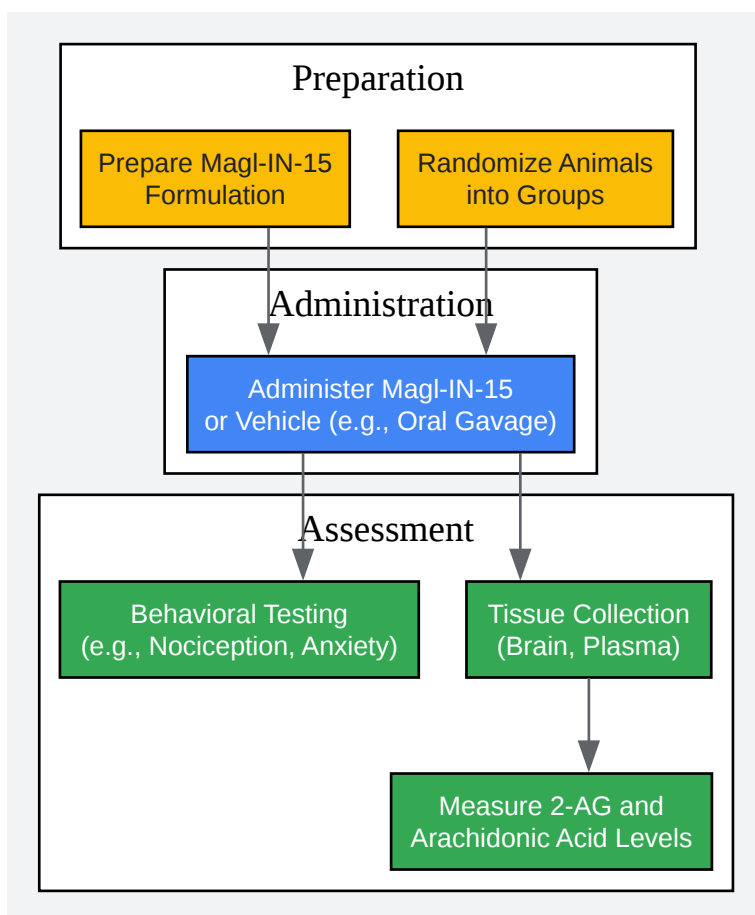 Preparation
Prepare Magl-IN-15
Formulation
Randomize Animals
into Groups
Administration
Administer Magl-IN-15
or Vehicle (e.g., Oral Gavage)
Assessment
Behavioral Testing
(e.g., Nociception, Anxiety)
Tissue Collection
(Brain, Plasma)
Measure 2-AG and
Arachidonic Acid Levels